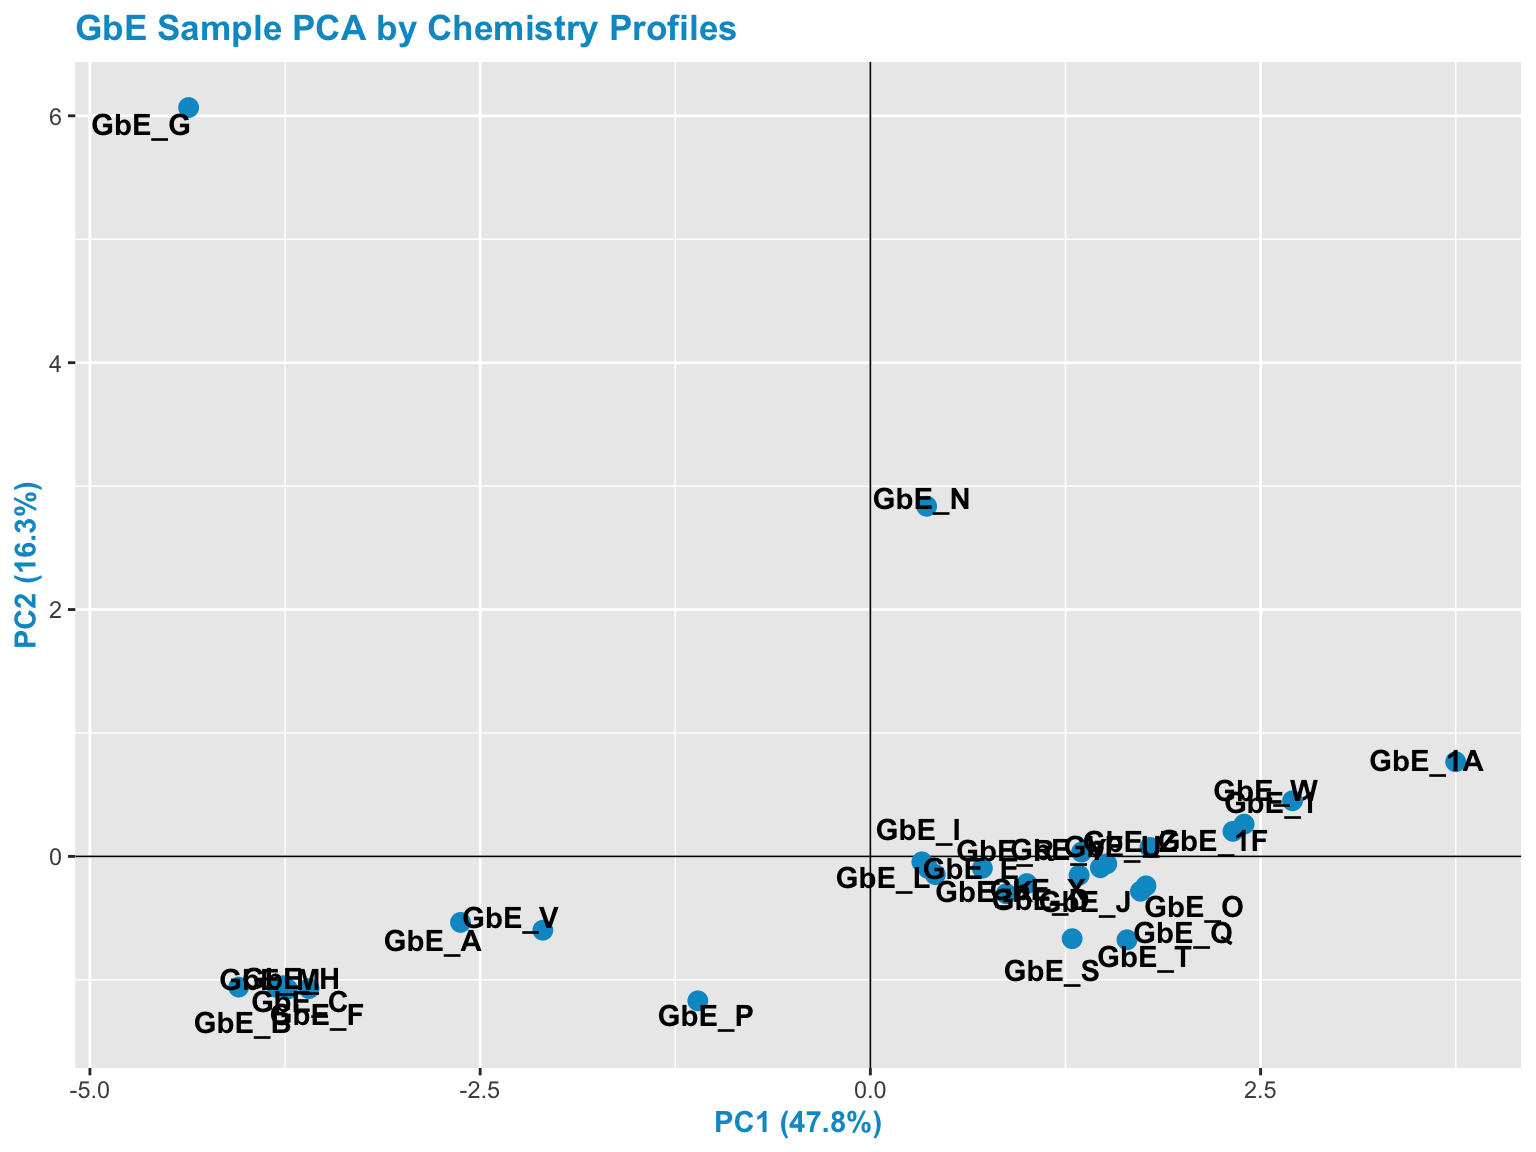 GbE Sample PCA by Chemistry Profiles
6
GbE_G
4
GbE_N
PC2 (16.3%)
2
GbE_1A
GbE_W
GbE_I
GbE_1F
0
GbE_L
GbE_E
GbE_J
GbE_O
GbE_V
GbE_Q
GbE_A
GbE_T
GbE_S
GbE_H
GbE_C
GbE_F
GbE_B
GbE_P
-5.0
-2.5
0.0
2.5
PC1 (47.8%)